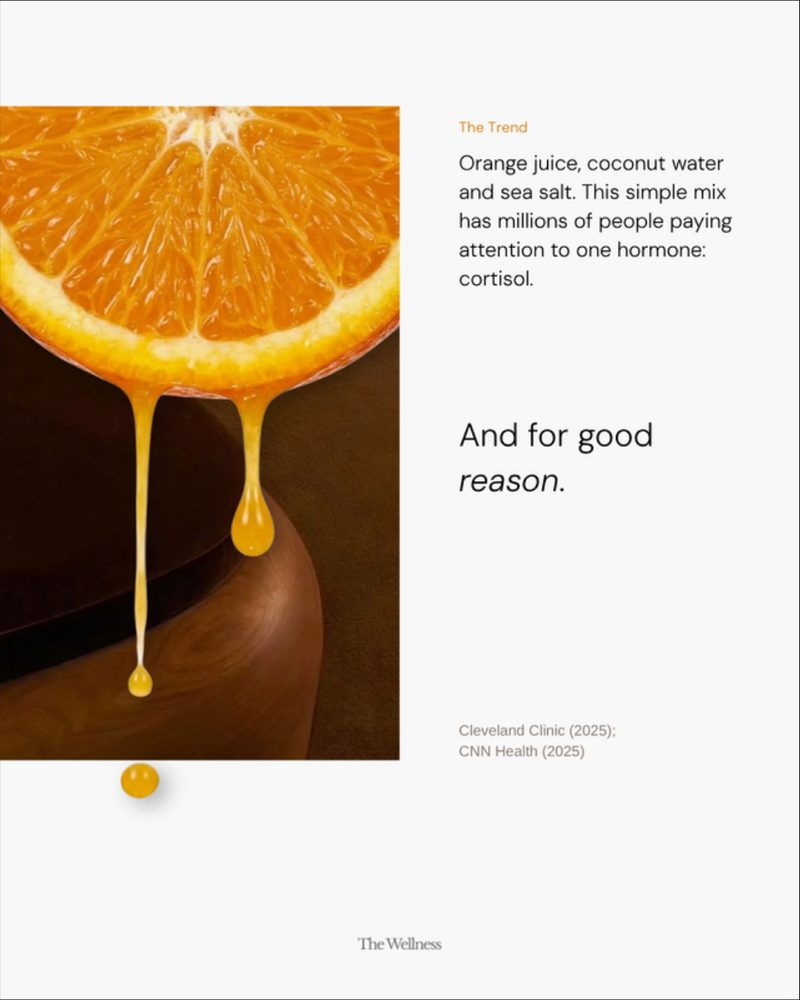 The Trend
Orange juice, coconut water
and sea salt. This simple mix
has millions of people paying
attention to one hormone:
cortisol.
And for good
reason.
Cleveland Clinic (2025);
CNN Health (2025)
The Wellness